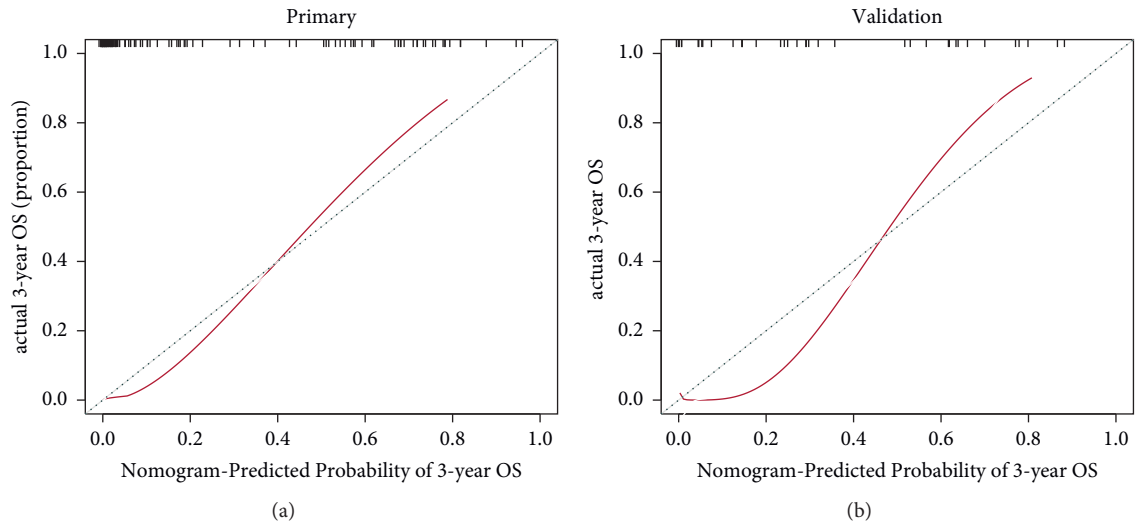 Primary
actual 3-year OS (proportion)
1.0
0.8
0.6
0.4
0.2
0.0
0.0 0.2 0.4 0.6 0.8 1.0
Nomogram-Predicted Probability of 3-year OS
(a)
Validation
actual 3-year OS
1.0
0.8
0.6
0.4
0.2
0.0
0.0 0.2 0.4 0.6 0.8 1.0
Nomogram-Predicted Probability of 3-year OS
(b)